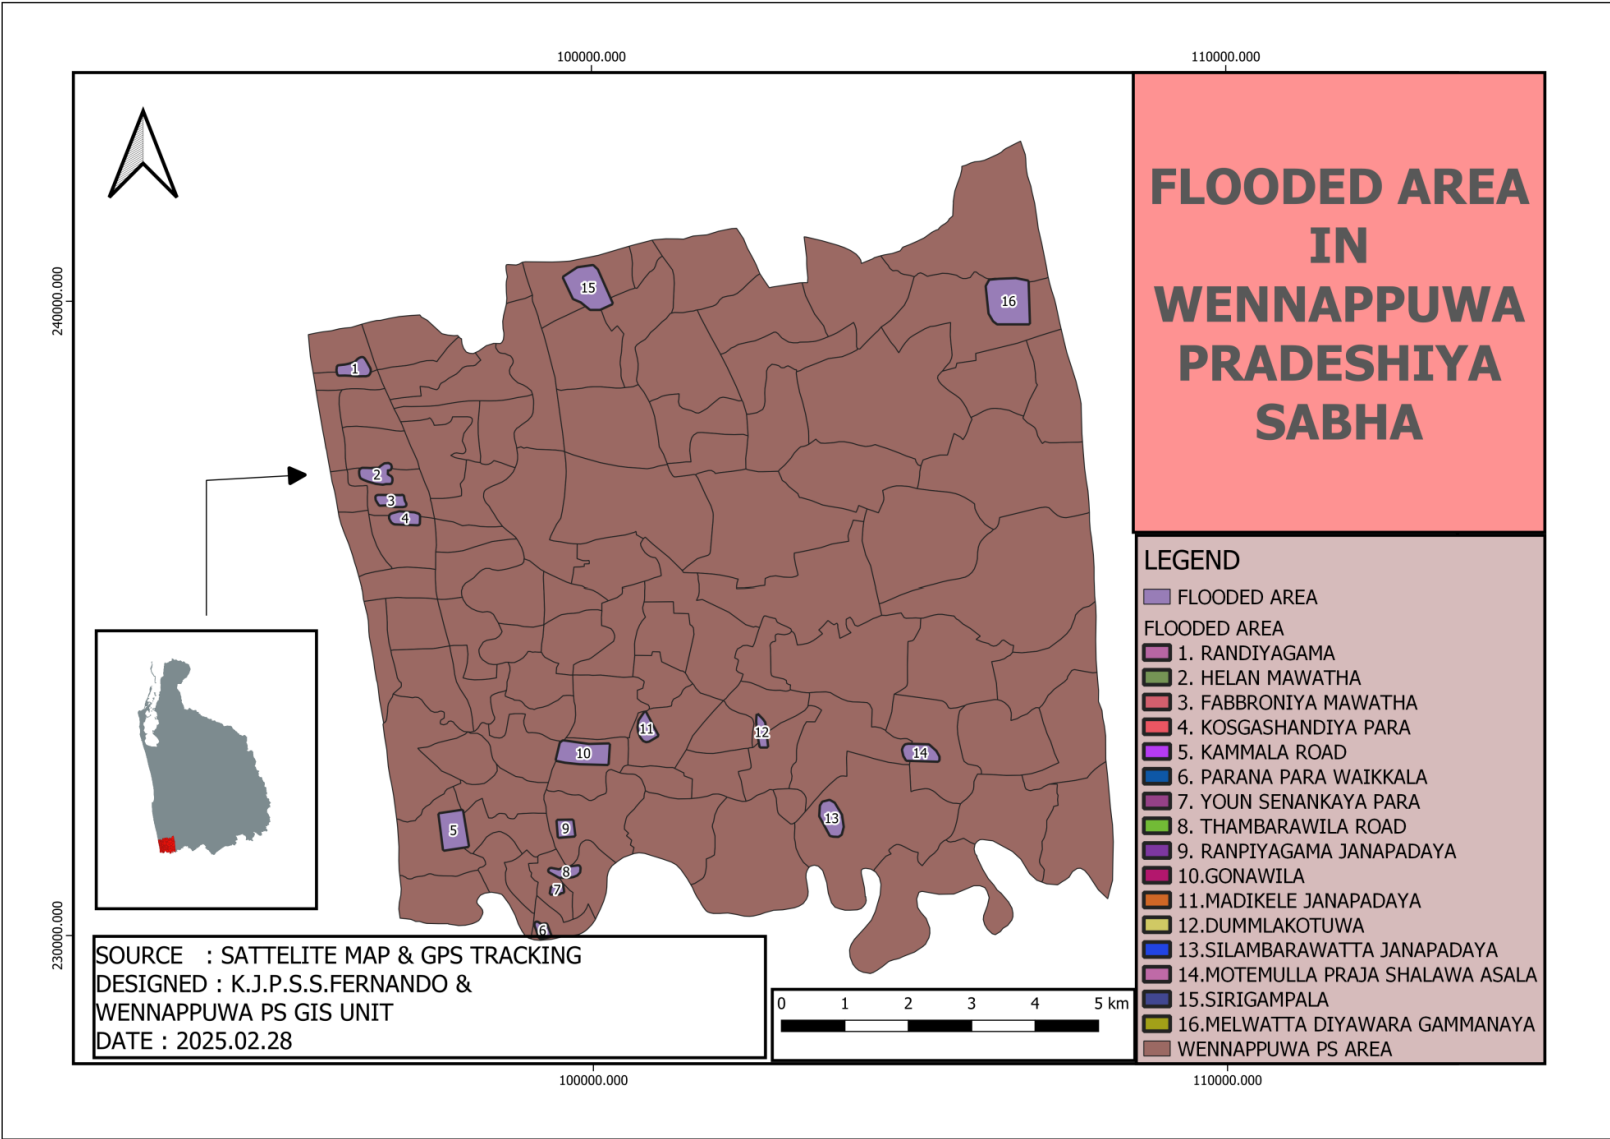 100000.000
110000.000
240000.000
230000.000
15
16
1
2
3
4
11
12
10
14
13
5
9
8
7
6
FLOODED AREA
IN
WENNAPPUWA
PRADESHIYA
SABHA
LEGEND
FLOODED AREA
FLOODED AREA
1. RANDIYAGAMA
2. HELAN MAWATHA
3. FABBRONIYA MAWATHA
4. KOSGASHANDIYA PARA
5. KAMMALA ROAD
6. PARANA PARA WAIKKALA
7. YOUN SENANKAYA PARA
8. THAMBARAWILA ROAD
9. RANPIYAGAMA JANAPADAYA
10.GONAWILA
11.MADIKELE JANAPADAYA
12.DUMMLAKOTUWA
13.SILAMBARAWATTA JANAPADAYA
14.MOTEMULLA PRAJA SHALAWA ASALA
15.SIRIGAMPALA
16.MELWATTA DIYAWARA GAMMANAYA
WENNAPPUWA PS AREA
SOURCE : SATTELITE MAP & GPS TRACKING
DESIGNED : K.J.P.S.S.FERNANDO &
WENNAPPUWA PS GIS UNIT
DATE : 2025.02.28
0 1 2 3 4 5 km
100000.000
110000.000